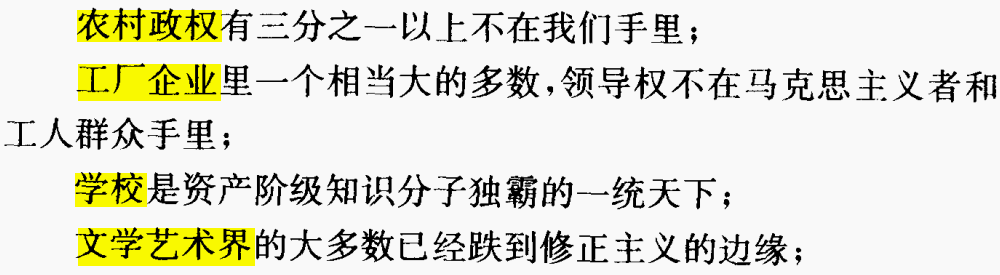 农村政权有三分之一以上不在我们手里；
工厂企业里一个相当大的多数，领导权不在马克思主义者和
工人群众手里；
学校是资产阶级知识分子独霸的一统天下；
文学艺术界的大多数已经跌到修正主义的边缘；